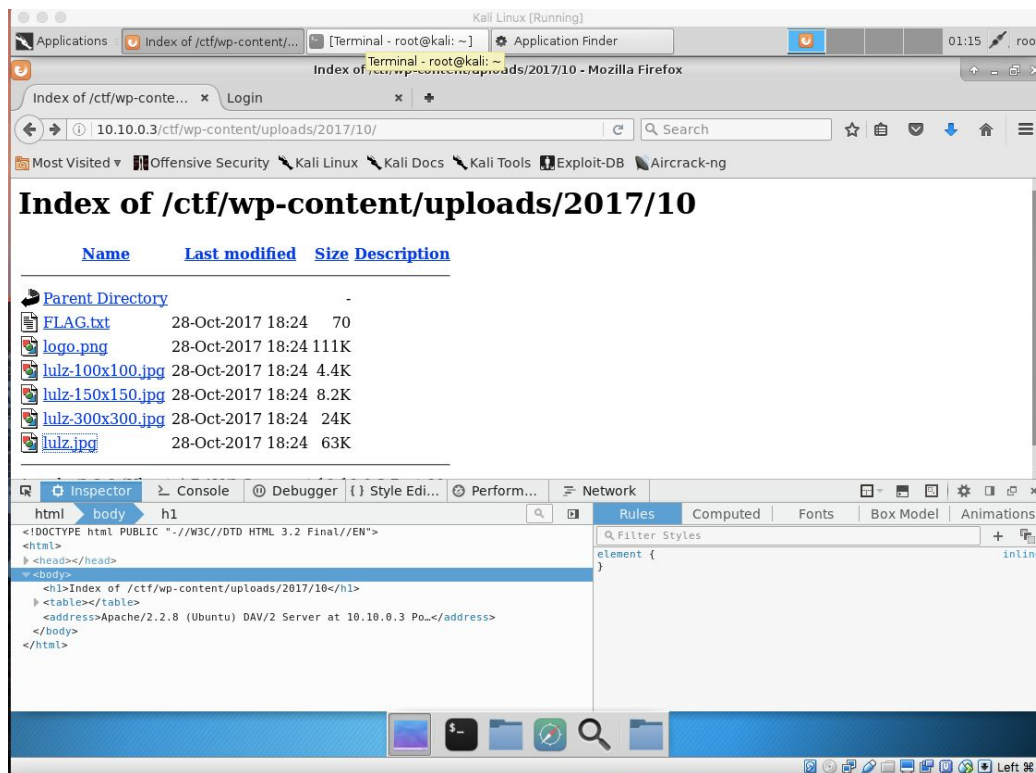 Kali Linux [Running]
Applications
Index of /ctf/wp-content/...
[Terminal - root@kali: ~]
Application Finder
01:15
roo
Terminal - root@kali: ~
Index of /ctf/wp-content/uploads/2017/10 - Mozilla Firefox
Index of /ctf/wp-conte...
Login
10.10.0.3/ctf/wp-content/uploads/2017/10/
Search
Most Visited
Offensive Security
Kali Linux
Kali Docs
Kali Tools
Exploit-DB
Aircrack-ng
Index of /ctf/wp-content/uploads/2017/10
Name Last modified Size Description
Parent Directory -
FLAG.txt 28-Oct-2017 18:24 70
logo.png 28-Oct-2017 18:24 111K
lulz-100x100.jpg 28-Oct-2017 18:24 4.4K
lulz-150x150.jpg 28-Oct-2017 18:24 8.2K
lulz-300x300.jpg 28-Oct-2017 18:24 24K
lulz.jpg 28-Oct-2017 18:24 63K
Inspector
Console
Debugger
{ } Style Edi...
Perform...
Network
html body h1
Rules
Computed
Fonts
Box Model
Animations
Filter Styles
<!DOCTYPE html PUBLIC "-//W3C//DTD HTML 3.2 Final//EN">
<html>
<head></head>
<body>
<h1>Index of /ctf/wp-content/uploads/2017/10</h1>
<table></table>
<address>Apache/2.2.8 (Ubuntu) DAV/2 Server at 10.10.0.3 Po…</address>
</body>
</html>
element {
inlin
}
Left ⌘